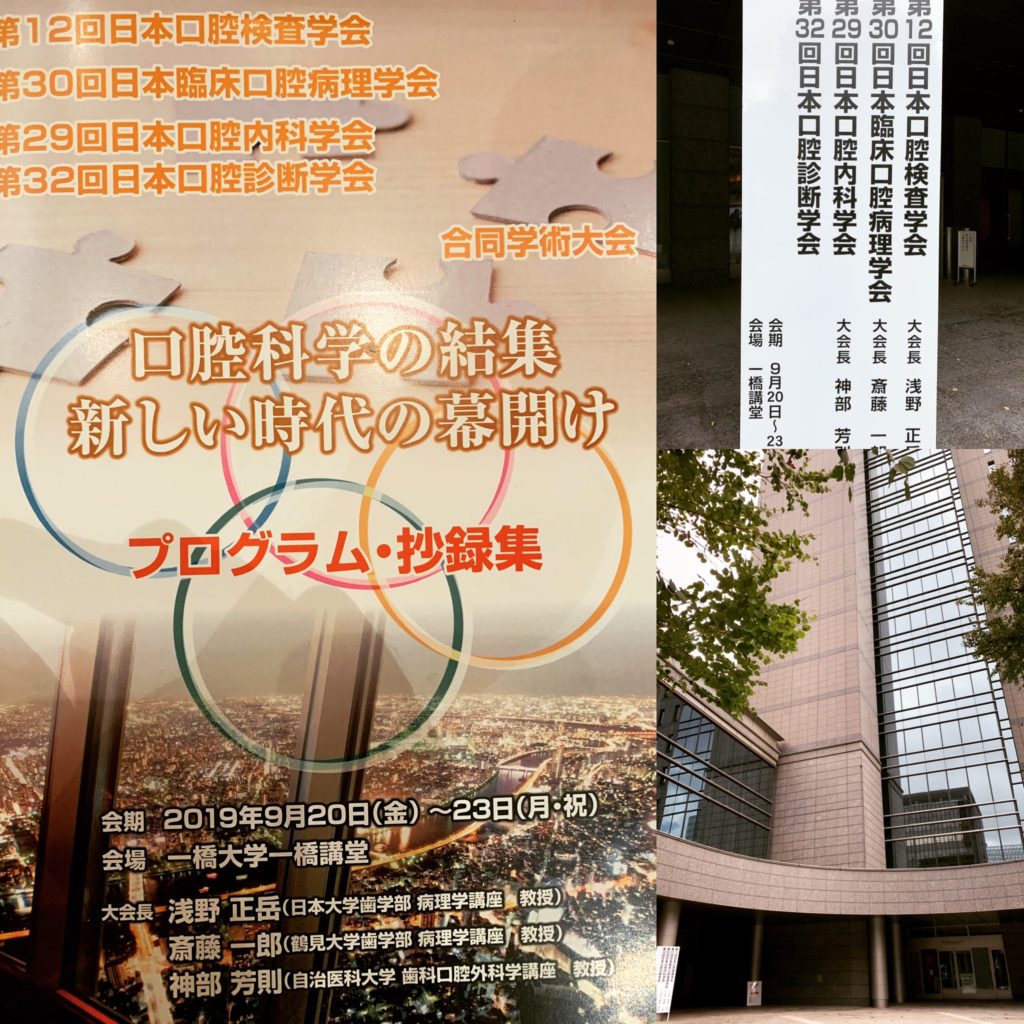 第12回日本口腔検査学会
第30回日本臨床口腔病理学会
第29回日本口腔内科学会
第32回日本口腔診断学会
合同学術大会
口腔科学の結集
新しい時代の幕開け
プログラム・抄録集
会期 2019年9月20日(金)～23日(月・祝)
会場 一橋大学一橋講堂
大会長 浅野 正岳(日本大学歯学部 病理学講座 教授)
斎藤 一郎(鶴見大学歯学部 病理学講座 教授)
神部 芳則(自治医科大学 歯科口腔外科学講座 教授)
第12回日本口腔検査学会 大会長 浅野 正岳
第30回日本臨床口腔病理学会 大会長 斎藤 一郎
第29回日本口腔内科学会 大会長 神部 芳則
第32回日本口腔診断学会
会期 9月20日～23
会場 一橋講堂